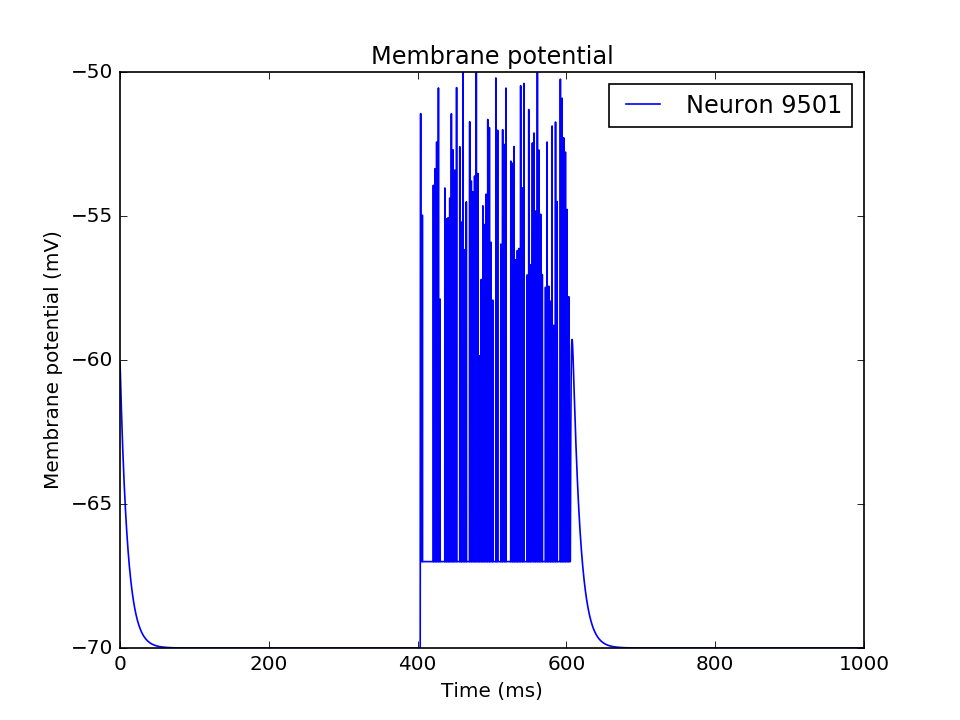 Membrane potential
Neuron 9501
Membrane potential (mV)
−50
−55
−60
−65
−70
0 200 400 600 800 1000
Time (ms)